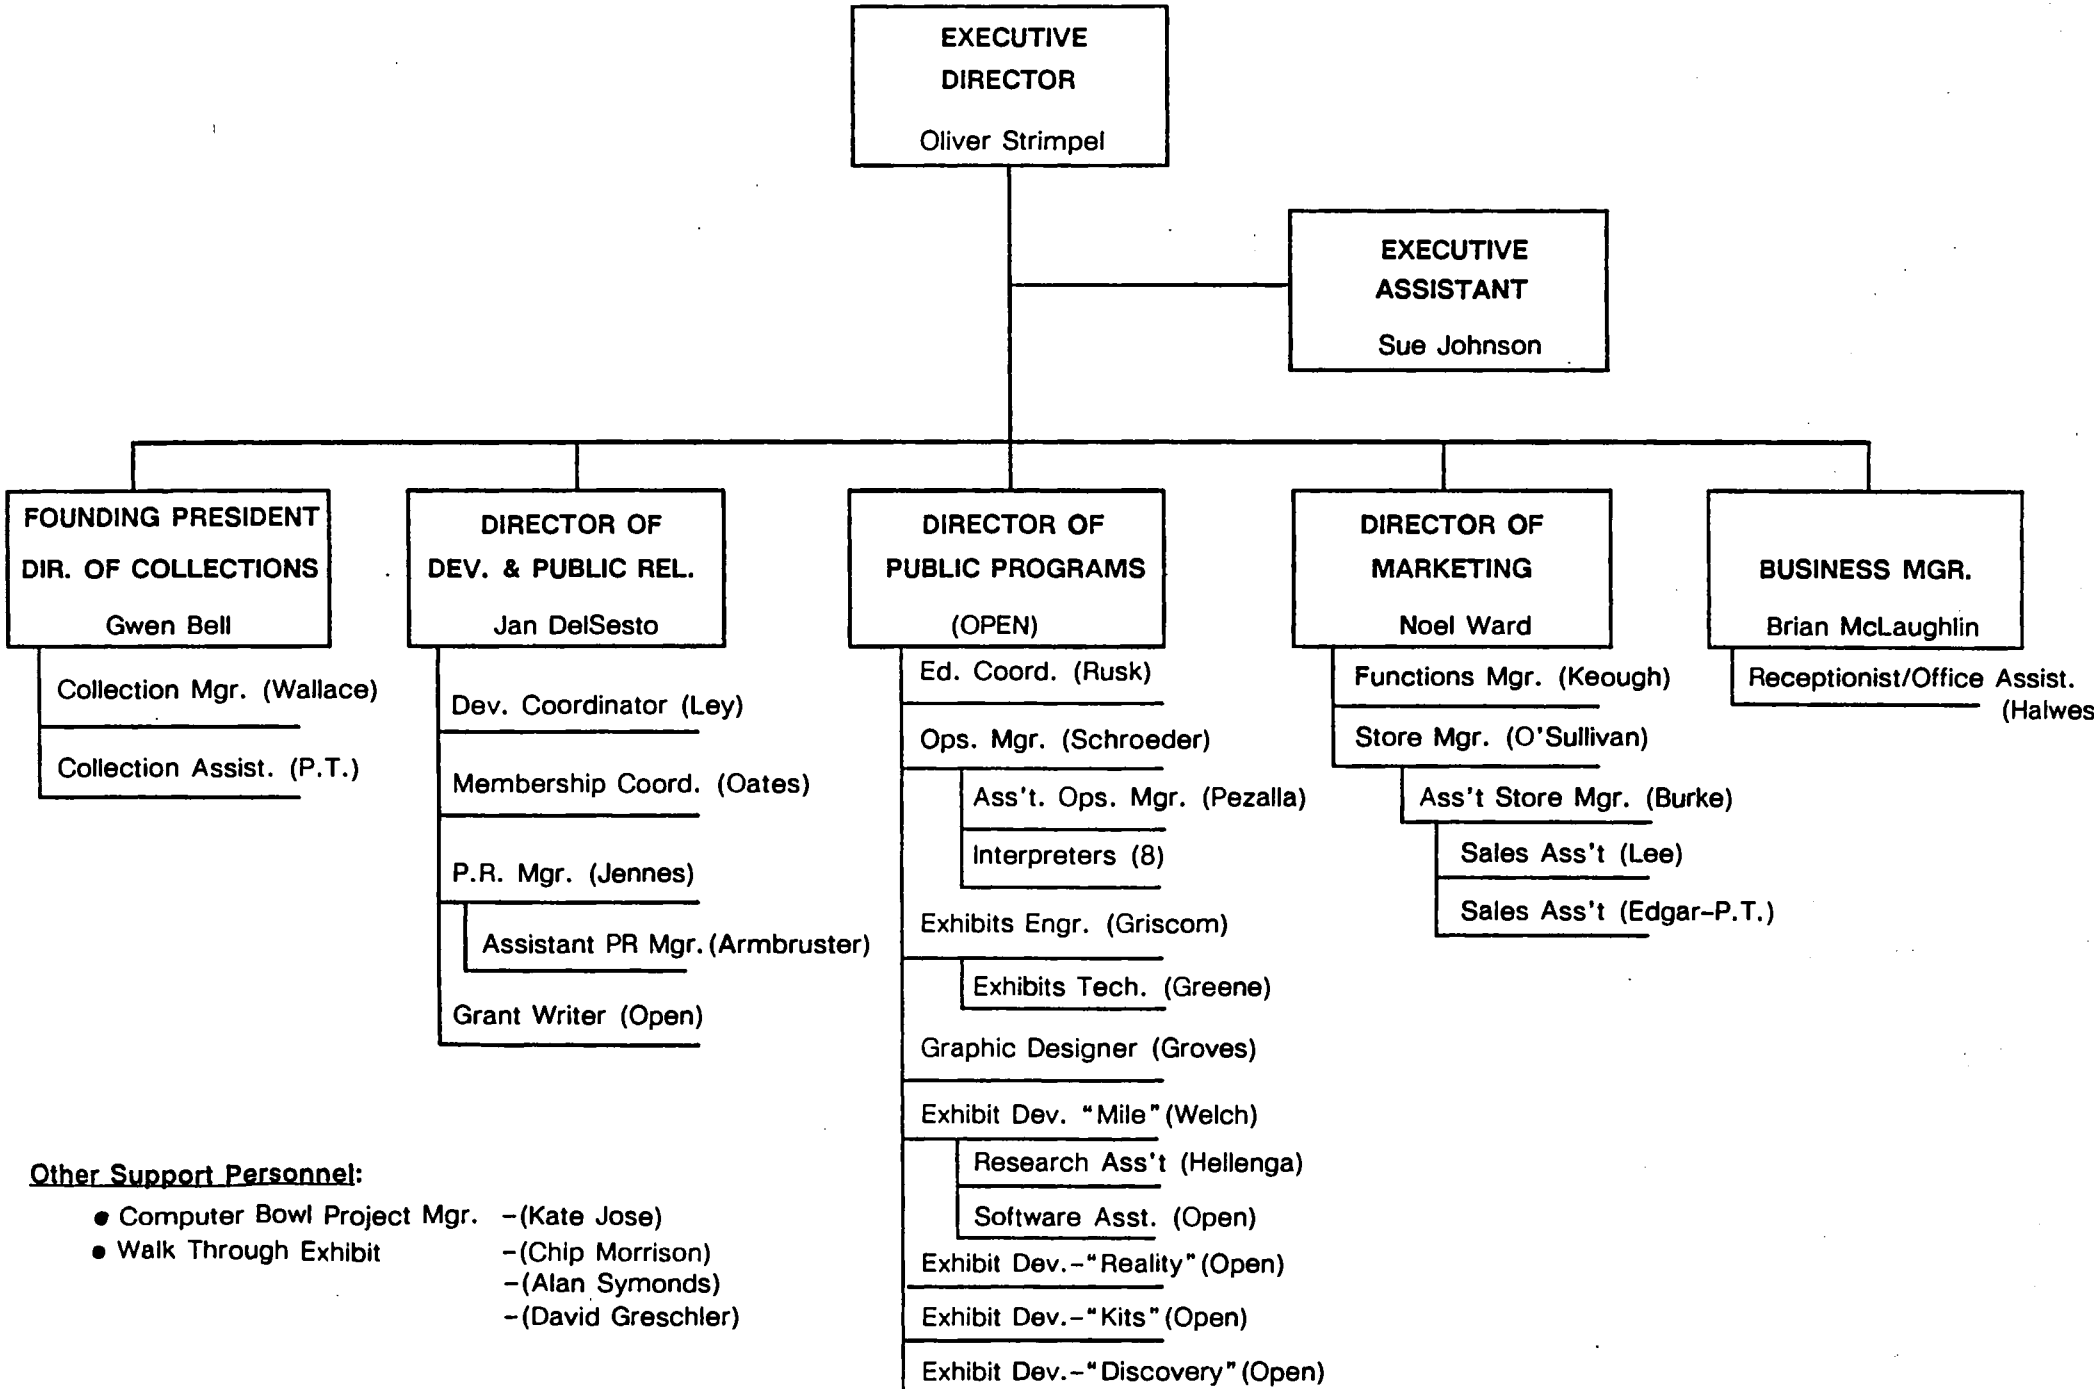 EXECUTIVE
DIRECTOR
Oliver Strimpel
EXECUTIVE
ASSISTANT
Sue Johnson
FOUNDING PRESIDENT
DIR. OF COLLECTIONS
Gwen Bell
Collection Mgr. (Wallace)
Collection Assist. (P.T.)
DIRECTOR OF
DEV. & PUBLIC REL.
Jan DelSesto
Dev. Coordinator (Ley)
Membership Coord. (Oates)
P.R. Mgr. (Jennes)
Assistant PR Mgr. (Armbruster)
Grant Writer (Open)
DIRECTOR OF
PUBLIC PROGRAMS
(OPEN)
Ed. Coord. (Rusk)
Ops. Mgr. (Schroeder)
Ass't. Ops. Mgr. (Pezalla)
Interpreters (8)
Exhibits Engr. (Griscom)
Exhibits Tech. (Greene)
Graphic Designer (Groves)
Exhibit Dev. "Mile" (Welch)
Research Ass't (Hellenga)
Software Asst. (Open)
Exhibit Dev.-"Reality" (Open)
Exhibit Dev.-"Kits" (Open)
Exhibit Dev.-"Discovery" (Open)
DIRECTOR OF
MARKETING
Noel Ward
Functions Mgr. (Keough)
Store Mgr. (O'Sullivan)
Ass't Store Mgr. (Burke)
Sales Ass't (Lee)
Sales Ass't (Edgar-P.T.)
BUSINESS MGR.
Brian McLaughlin
Receptionist/Office Assist.
(Halwes
Other Support Personnel:
● Computer Bowl Project Mgr. -(Kate Jose)
● Walk Through Exhibit -(Chip Morrison)
-(Alan Symonds)
-(David Greschler)